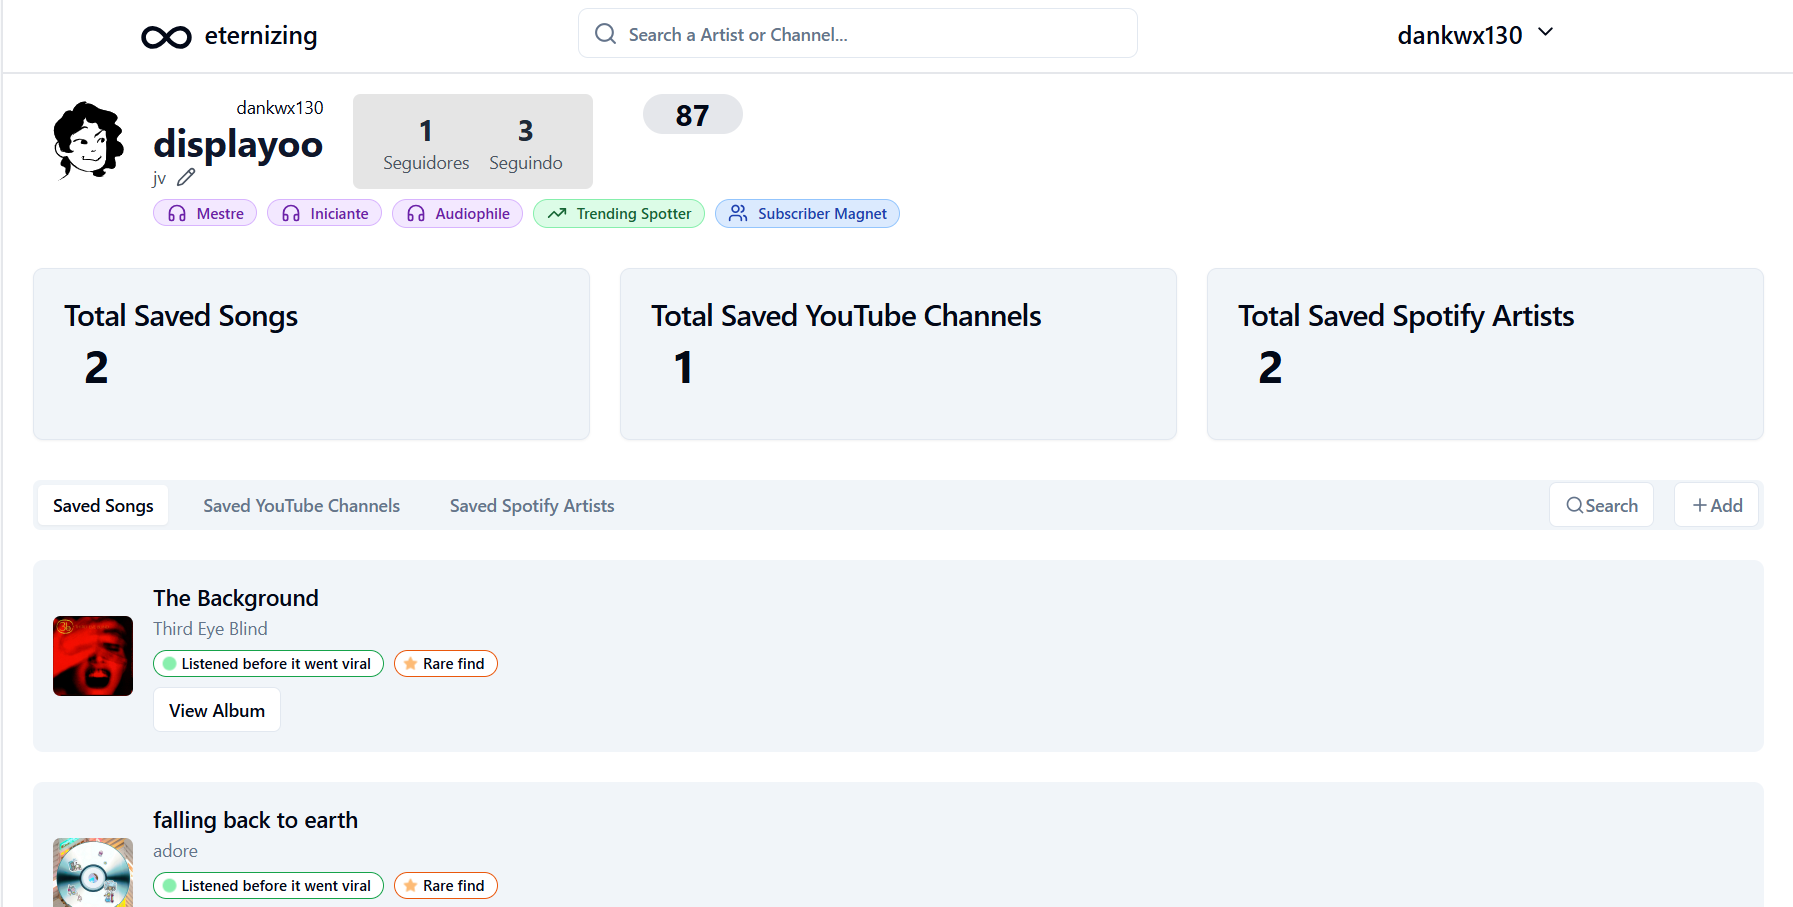 eternizing
Search a Artist or Channel...
dankwx130
dankwx130
displayoo
jv
1
Seguidores
3
Seguindo
87
Mestre
Iniciante
Audiophile
Trending Spotter
Subscriber Magnet
Total Saved Songs
2
Total Saved YouTube Channels
1
Total Saved Spotify Artists
2
Saved Songs
Saved YouTube Channels
Saved Spotify Artists
Search
Add
The Background
Third Eye Blind
Listened before it went viral
Rare find
View Album
falling back to earth
adore
Listened before it went viral
Rare find